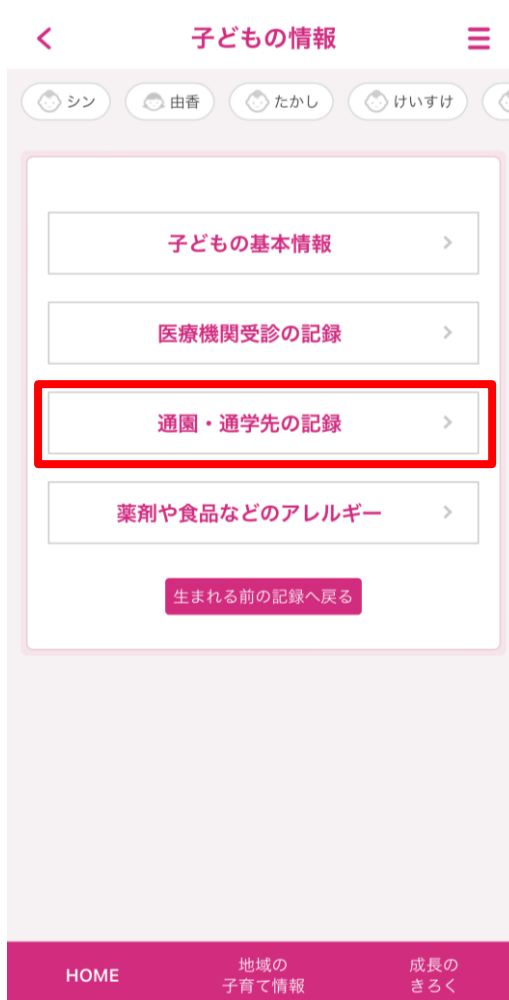 子どもの情報
シン
由香
たかし
けいすけ
子どもの基本情報
医療機関受診の記録
通園・通学先の記録
薬剤や食品などのアレルギー
生まれる前の記録へ戻る
HOME
地域の
子育て情報
成長の
きろく